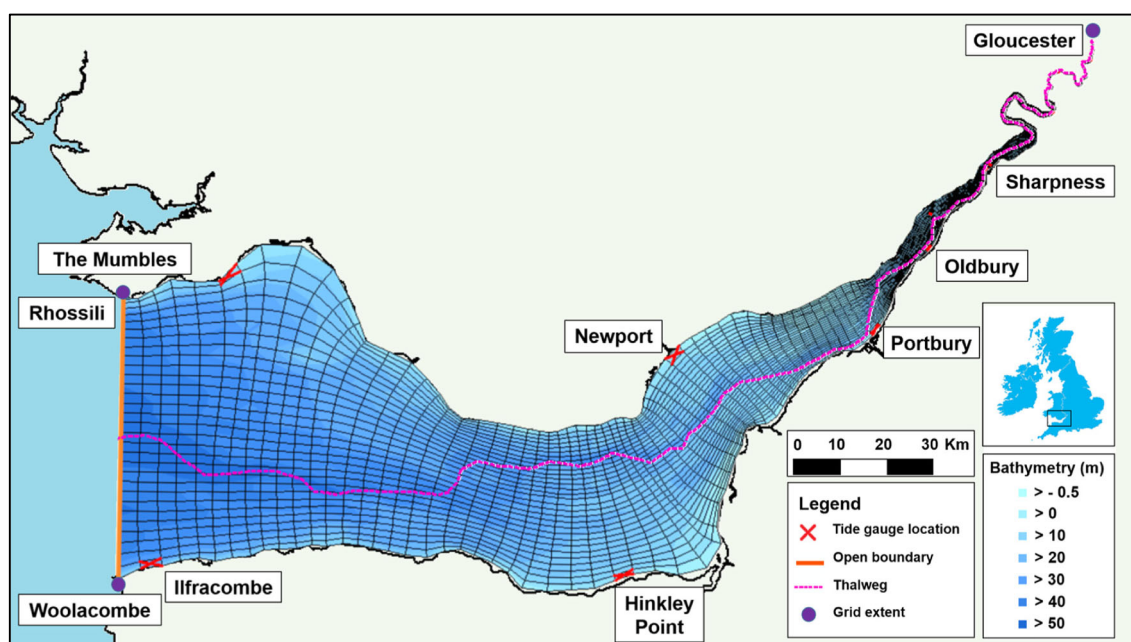 Gloucester
Sharpness
The Mumbles
Oldbury
Rhossili
Newport
Portbury
0 10 20 30 Km
Bathymetry (m)
> - 0.5
> 0
> 10
> 20
> 30
> 40
> 50
Legend
Tide gauge location
Open boundary
Thalweg
Grid extent
Ilfracombe
Woolacombe
Hinkley
Point